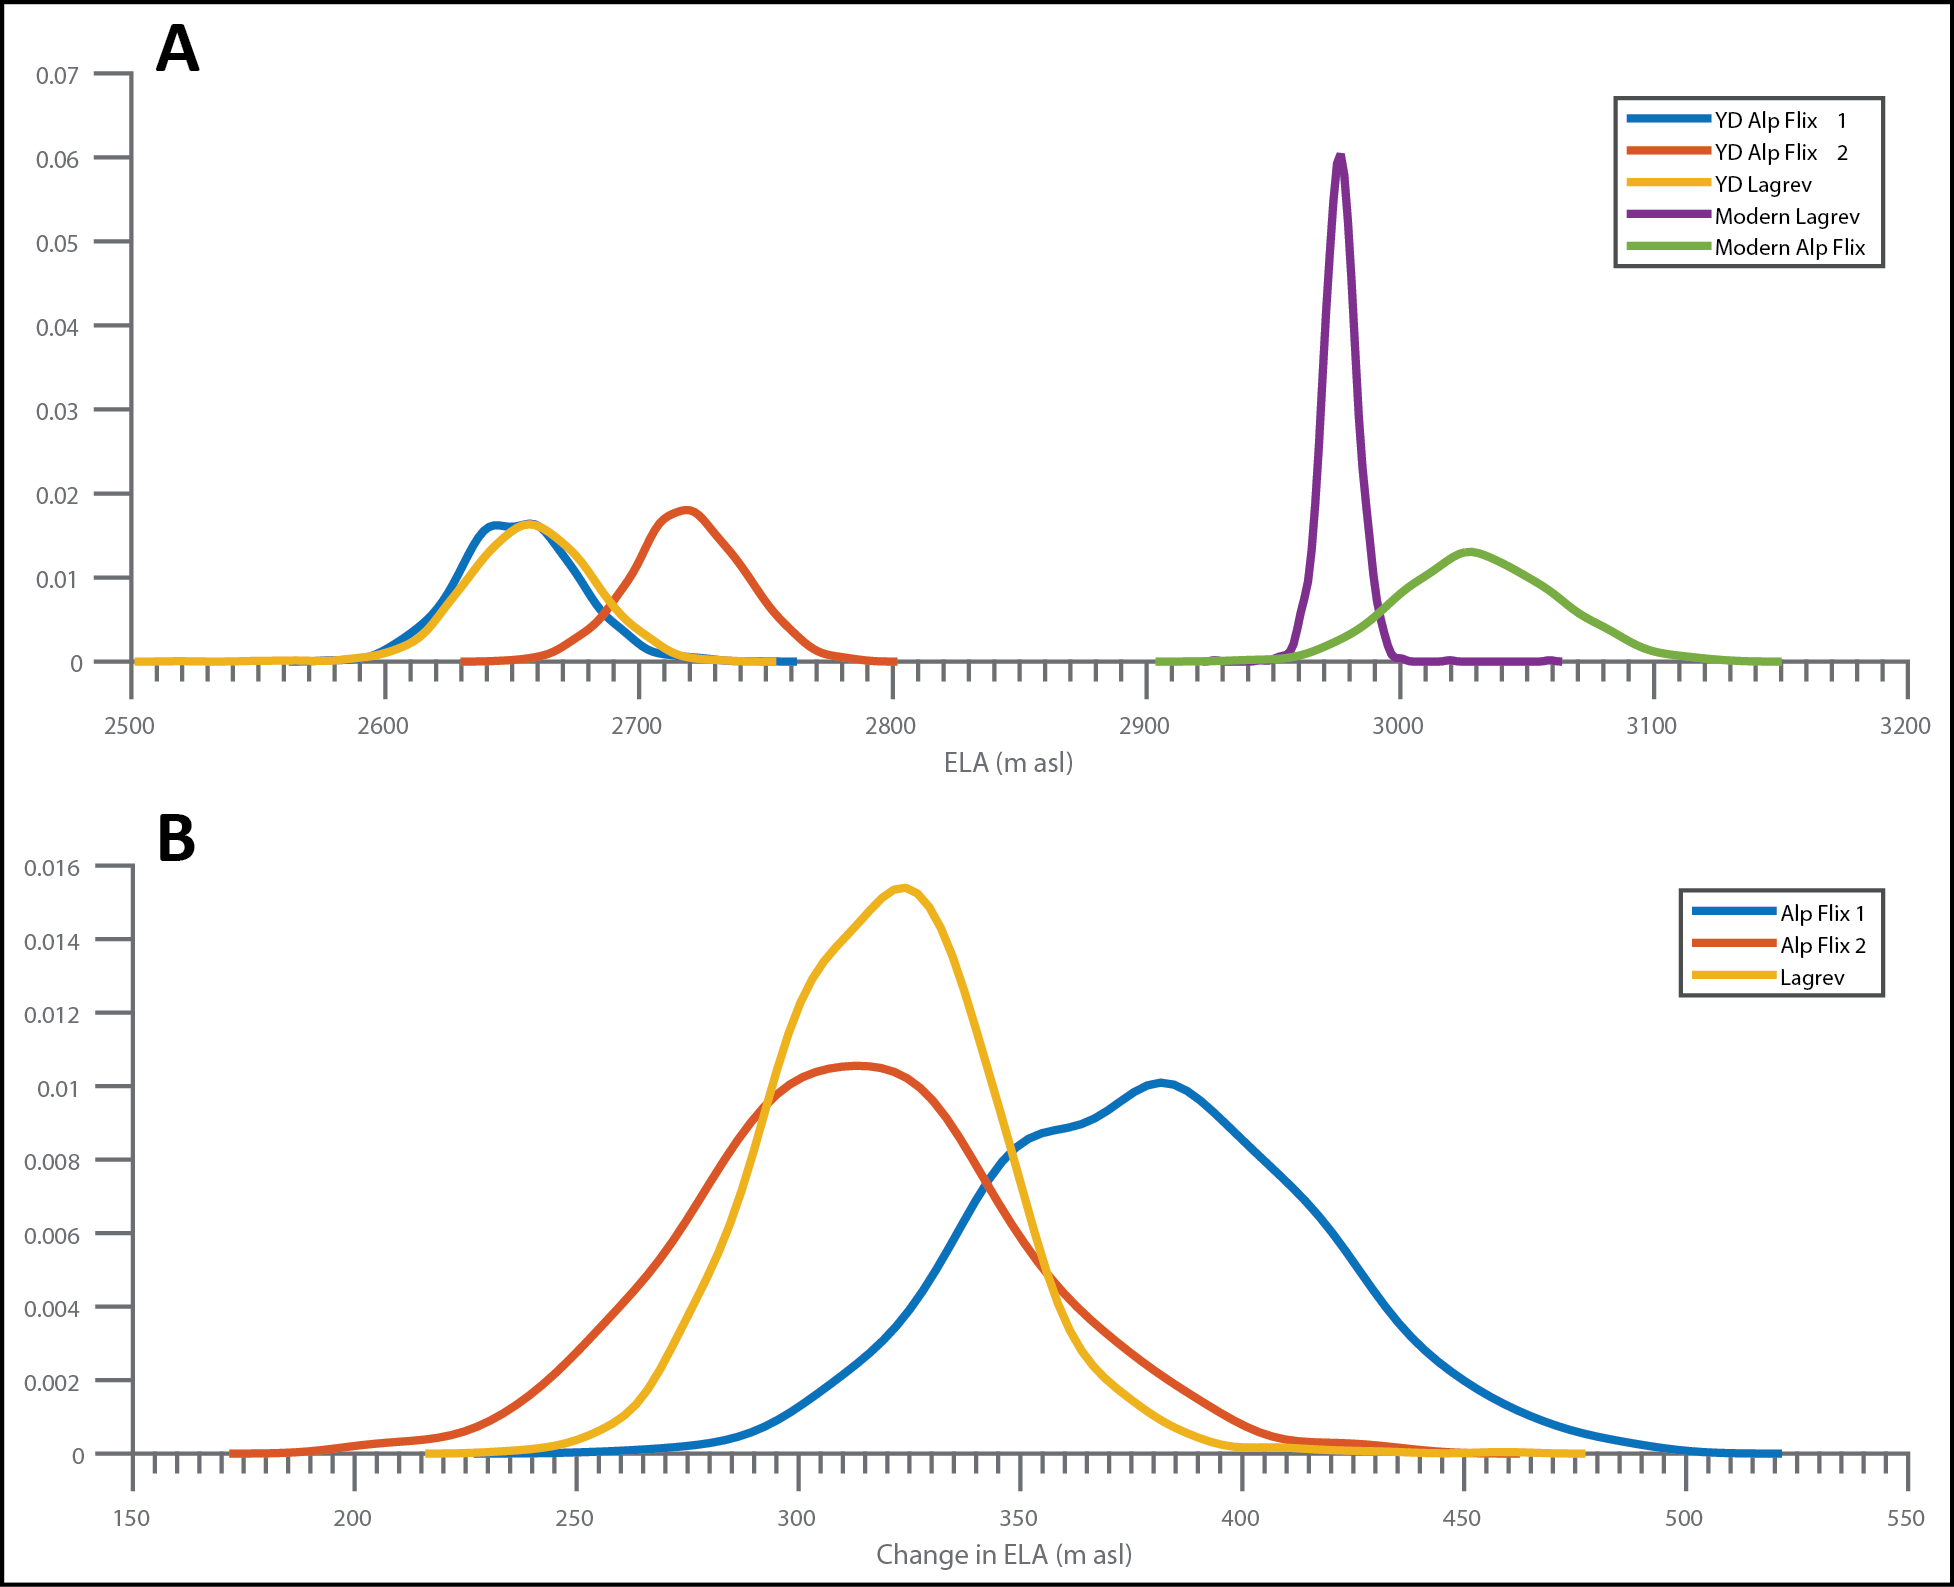 A
0.07
0.06
0.05
0.04
0.03
0.02
0.01
0
YD Alp Flix 1
YD Alp Flix 2
YD Lagrev
Modern Lagrev
Modern Alp Flix
2500 2600 2700 2800 2900 3000 3100 3200
ELA (m asl)
B
0.016
0.014
0.012
0.01
0.008
0.006
0.004
0.002
0
Alp Flix 1
Alp Flix 2
Lagrev
150 200 250 300 350 400 450 500 550
Change in ELA (m asl)